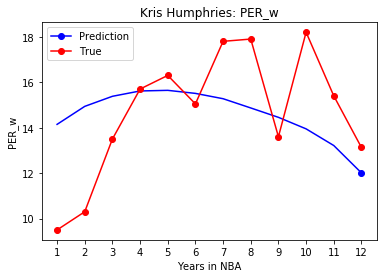 Kris Humphries: PER_w
Prediction
True
PER_w
18
16
14
12
10
1 2 3 4 5 6 7 8 9 10 11 12
Years in NBA